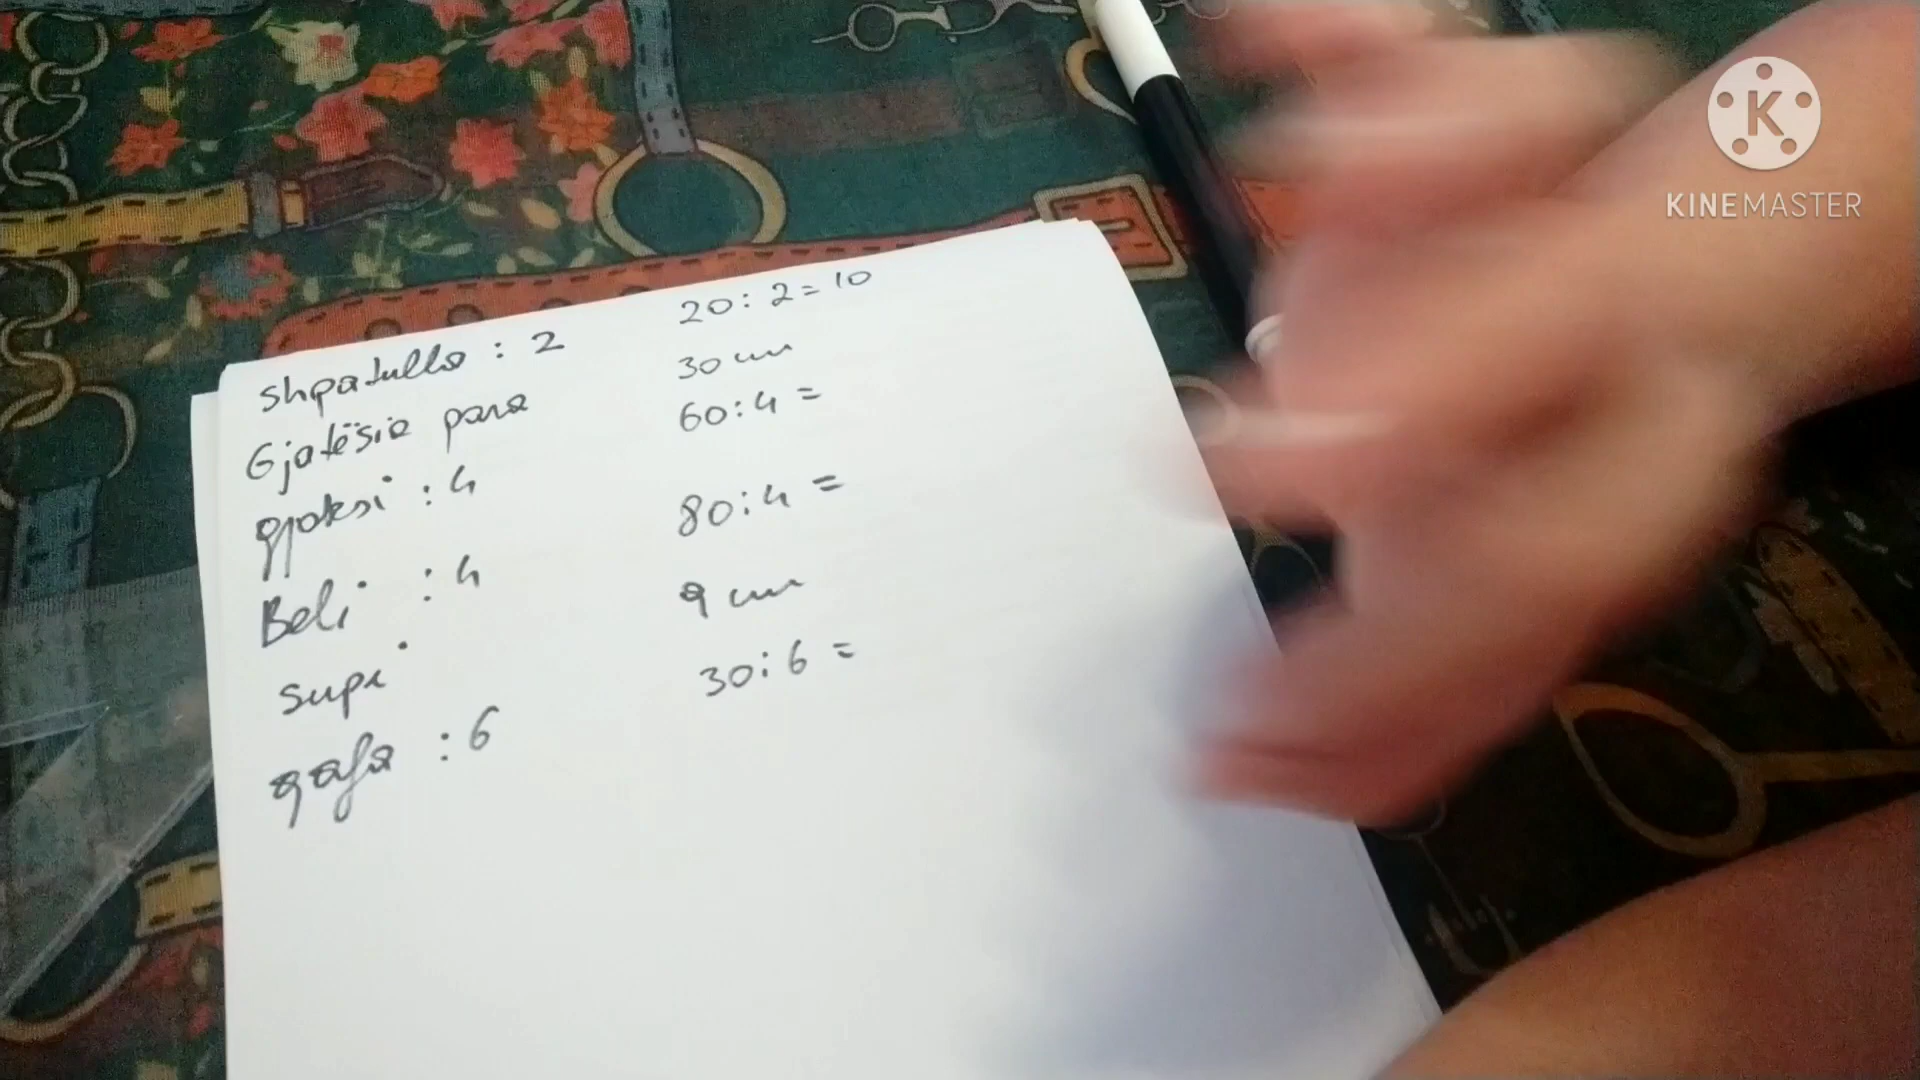 shpatulla : 2 20 : 2 = 10
Gjatësia para 30 cm
gjoksi : 4 60 : 4 =
Beli : 4 80 : 4 =
supi 9 cm
qafa : 6 30 : 6 =
KINEMASTER